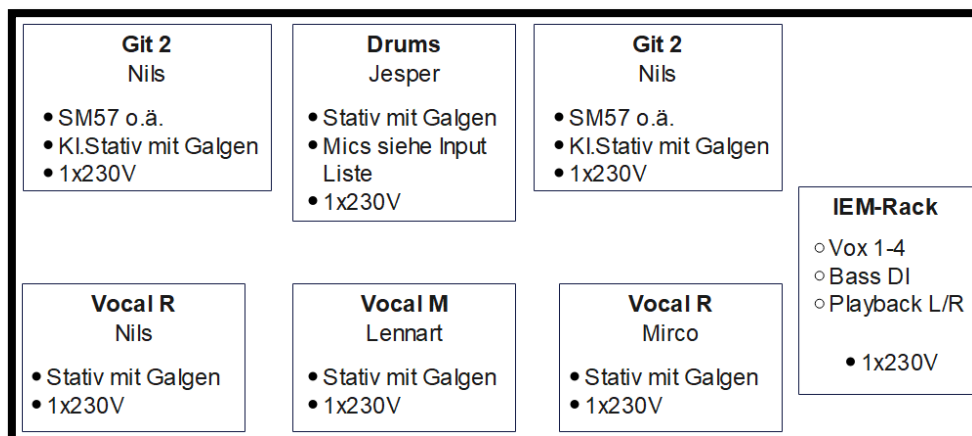 Git 2
Nils
• SM57 o.ä.
• Kl.Stativ mit Galgen
• 1x230V
Drums
Jesper
• Stativ mit Galgen
• Mics siehe Input
Liste
• 1x230V
Git 2
Nils
• SM57 o.ä.
• Kl.Stativ mit Galgen
• 1x230V
IEM-Rack
○ Vox 1-4
○ Bass DI
○ Playback L/R
• 1x230V
Vocal R
Nils
• Stativ mit Galgen
• 1x230V
Vocal M
Lennart
• Stativ mit Galgen
• 1x230V
Vocal R
Mirco
• Stativ mit Galgen
• 1x230V